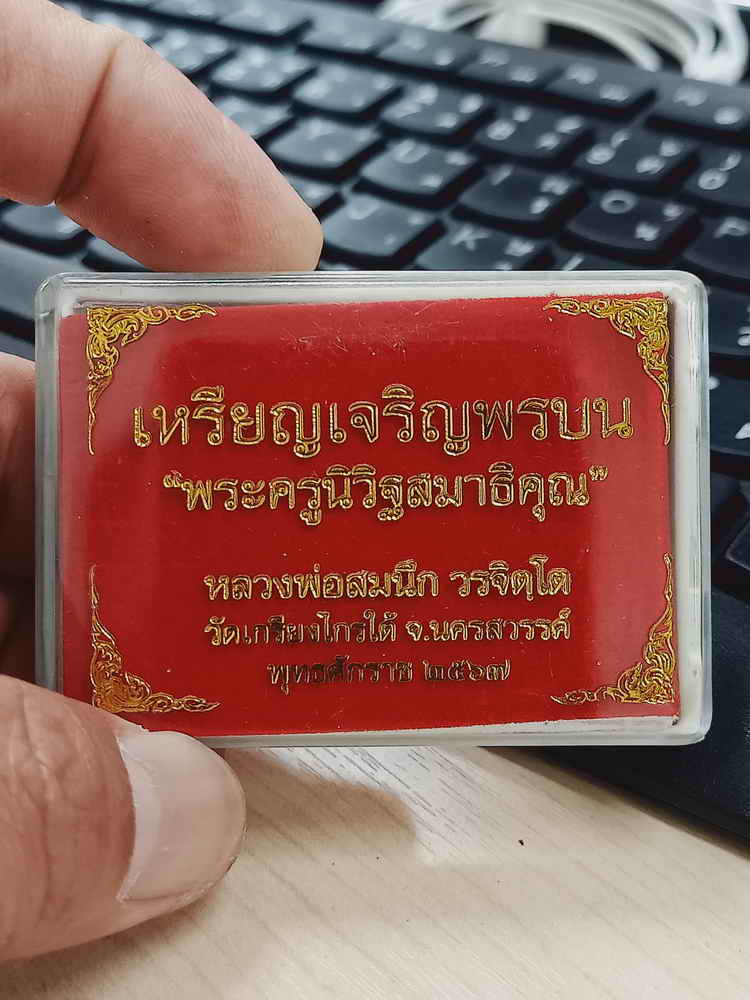 เหรียญเจริญพรบน
“พระครูนิวิฐสมาธิคุณ”
หลวงพ่อสมนึก วรจิตฺโต
วัดเกรียงไกรใต้ จ.นครสวรรค์
พุทธศักราช ๒๕๖๗